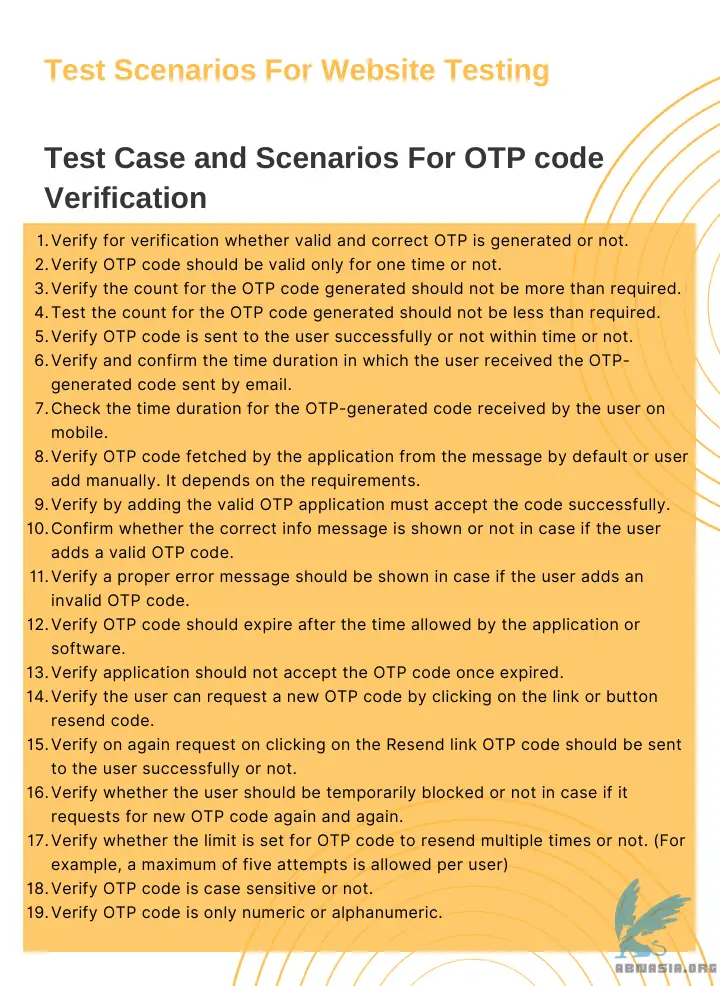 Test Scenarios For Website Testing
Test Case and Scenarios For OTP code
Verification
1. Verify for verification whether valid and correct OTP is generated or not.
2. Verify OTP code should be valid only for one time or not.
3. Verify the count for the OTP code generated should not be more than required.
4. Test the count for the OTP code generated should not be less than required.
5. Verify OTP code is sent to the user successfully or not within time or not.
6. Verify and confirm the time duration in which the user received the OTP-
generated code sent by email.
7. Check the time duration for the OTP-generated code received by the user on
mobile.
8. Verify OTP code fetched by the application from the message by default or user
add manually. It depends on the requirements.
9. Verify by adding the valid OTP application must accept the code successfully.
10. Confirm whether the correct info message is shown or not in case if the user
adds a valid OTP code.
11. Verify a proper error message should be shown in case if the user adds an
invalid OTP code.
12. Verify OTP code should expire after the time allowed by the application or
software.
13. Verify application should not accept the OTP code once expired.
14. Verify the user can request a new OTP code by clicking on the link or button
resend code.
15. Verify on again request on clicking on the Resend link OTP code should be sent
to the user successfully or not.
16. Verify whether the user should be temporarily blocked or not in case if it
requests for new OTP code again and again.
17. Verify whether the limit is set for OTP code to resend multiple times or not. (For
example, a maximum of five attempts is allowed per user)
18. Verify OTP code is case sensitive or not.
19. Verify OTP code is only numeric or alphanumeric.
ABNASIA.ORG